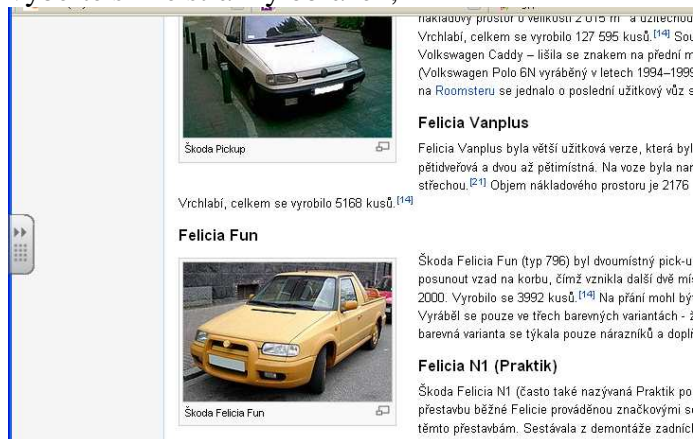 nákladový prostor o velikosti 2 015 m³ a užitečnou
Vrchlabí, celkem se vyrobilo 127 595 kusů.[14] Sou
Volkswagen Caddy – lišila se znakem na přední m
(Volkswagen Polo 6N vyráběný v letech 1994–1999
na Roomsteru se jednalo o poslední užitkový vůz s
Škoda Pickup
Felicia Vanplus
Felicia Vanplus byla větší užitková verze, která byl
pětidveřová a dvou až pětimístná. Na voze byla nar
střechou.[21] Objem nákladového prostoru je 2176
Vrchlabí, celkem se vyrobilo 5168 kusů.[14]
Felicia Fun
Škoda Felicia Fun (typ 796) byl dvoumístný pick-u
posunout vzad na korbu, čímž vznikla další dvě mís
2000. Vyrobilo se 3992 kusů.[14] Na přání mohl bý
Vyráběl se pouze ve třech barevných variantách - ž
barevná varianta se týkala pouze nárazníků a doplň
Škoda Felicia Fun
Felicia N1 (Praktik)
Škoda Felicia N1 (často také nazývaná Praktik po
přestavbu běžné Felicie prováděnou značkovými se
těmto přestavbám. Sestávala z demontáže zadních